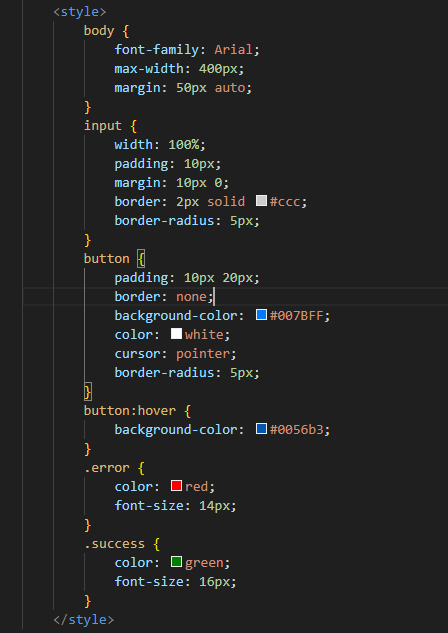 <style>
body {
font-family: Arial;
max-width: 400px;
margin: 50px auto;
}
input {
width: 100%;
padding: 10px;
margin: 10px 0;
border: 2px solid #ccc;
border-radius: 5px;
}
button {
padding: 10px 20px;
border: none;
background-color: #007BFF;
color: white;
cursor: pointer;
border-radius: 5px;
}
button:hover {
background-color: #0056b3;
}
.error {
color: red;
font-size: 14px;
}
.success {
color: green;
font-size: 16px;
}
</style>